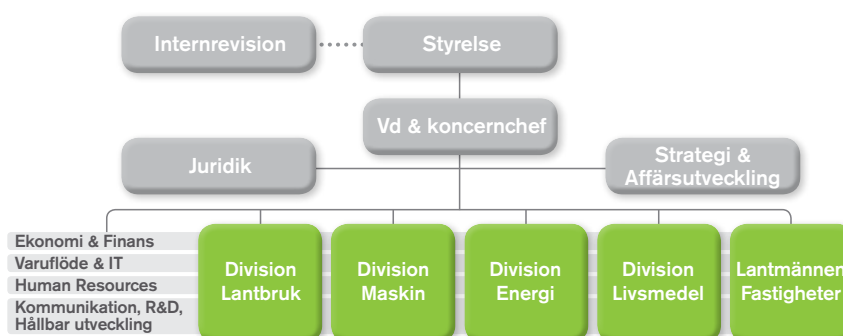 Internrevision
Styrelse
Vd & koncernchef
Juridik
Strategi &
Affärsutveckling
Ekonomi & Finans
Varuflöde & IT
Human Resources
Kommunikation, R&D,
Hållbar utveckling
Division
Lantbruk
Division
Maskin
Division
Energi
Division
Livsmedel
Lantmännen
Fastigheter